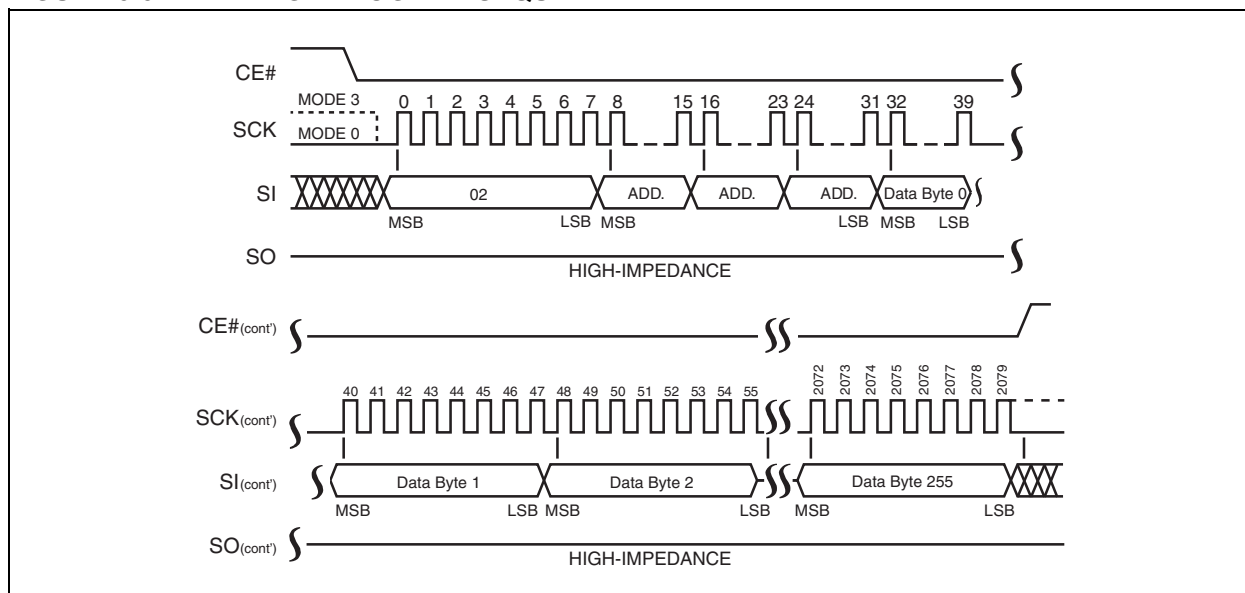 CE#
MODE 3
0 1 2 3 4 5 6 7 8 15 16 23 24 31 32 39
SCK
MODE 0
SI
02
ADD.
ADD.
ADD.
Data Byte 0
MSB
LSB
MSB
LSB
MSB
LSB
SO
HIGH-IMPEDANCE
CE#(cont')
40 41 42 43 44 45 46 47 48 49 50 51 52 53 54 55
2072 2073 2074 2075 2076 2077 2078 2079
SCK(cont')
SI(cont')
Data Byte 1
Data Byte 2
Data Byte 255
MSB
LSB
MSB
LSB
MSB
LSB
SO(cont')
HIGH-IMPEDANCE